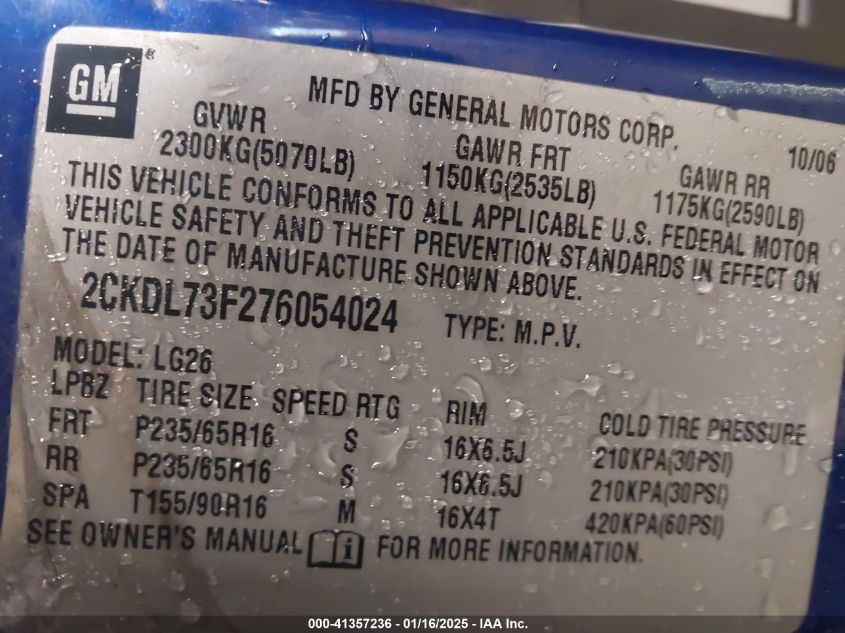 GM®
MFD BY GENERAL MOTORS CORP. 10/06
GVWR GAWR FRT GAWR RR
2300KG(5070LB) 1150KG(2535LB) 1175KG(2590LB)
THIS VEHICLE CONFORMS TO ALL APPLICABLE U.S. FEDERAL MOTOR
VEHICLE SAFETY AND THEFT PREVENTION STANDARDS IN EFFECT ON
THE DATE OF MANUFACTURE SHOWN ABOVE.
2CKDL73F276054024 TYPE: M.P.V.
MODEL: LG26
LPBZ TIRE SIZE SPEED RTG RIM COLD TIRE PRESSURE
FRT P235/65R16 S 16X6.5J 210KPA(30PSI)
RR P235/65R16 S 16X6.5J 210KPA(30PSI)
SPA T155/90R16 M 16X4T 420KPA(60PSI)
SEE OWNER'S MANUAL i FOR MORE INFORMATION.
000-41357236 - 01/16/2025 - IAA Inc.